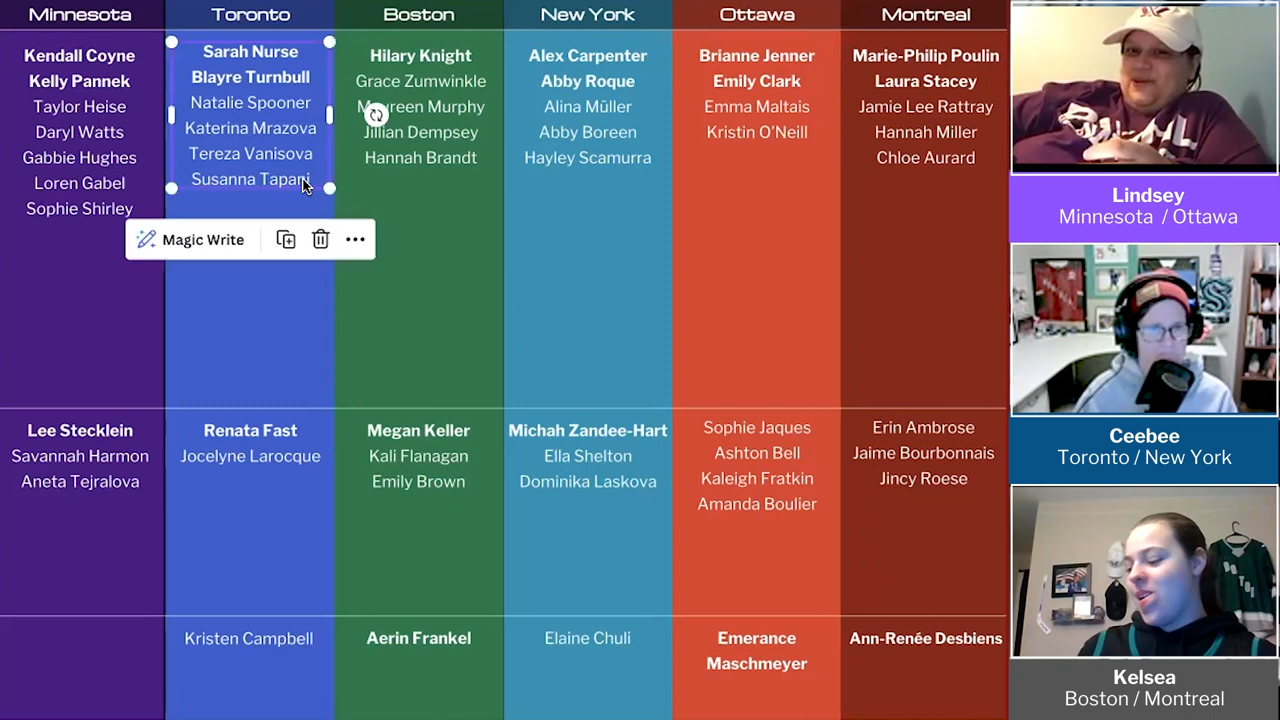 Minnesota
Toronto
Boston
New York
Ottawa
Montreal
Kendall Coyne
Kelly Pannek
Taylor Heise
Daryl Watts
Gabbie Hughes
Loren Gabel
Sophie Shirley
Sarah Nurse
Blayre Turnbull
Natalie Spooner
Katerina Mrazova
Tereza Vanisova
Susanna Tapani
Hilary Knight
Grace Zumwinkle
Maureen Murphy
Jillian Dempsey
Hannah Brandt
Alex Carpenter
Abby Roque
Alina Müller
Abby Boreen
Hayley Scamurra
Brianne Jenner
Emily Clark
Emma Maltais
Kristin O'Neill
Marie-Philip Poulin
Laura Stacey
Jamie Lee Rattray
Hannah Miller
Chloe Aurard
Magic Write
Lee Stecklein
Savannah Harmon
Aneta Tejralova
Renata Fast
Jocelyne Larocque
Megan Keller
Kali Flanagan
Emily Brown
Michah Zandee-Hart
Ella Shelton
Dominika Laskova
Sophie Jaques
Ashton Bell
Kaleigh Fratkin
Amanda Boulier
Erin Ambrose
Jaime Bourbonnais
Jincy Roese
Kristen Campbell
Aerin Frankel
Elaine Chuli
Emerance
Maschmeyer
Ann-Renée Desbiens
Lindsey
Minnesota / Ottawa
Ceebee
Toronto / New York
Kelsea
Boston / Montreal